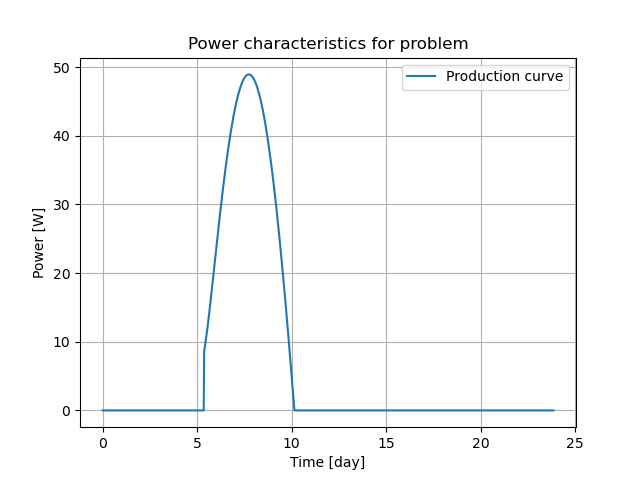 Power characteristics for problem
Production curve
Power [W]
50
40
30
20
10
0
0 5 10 15 20 25
Time [day]